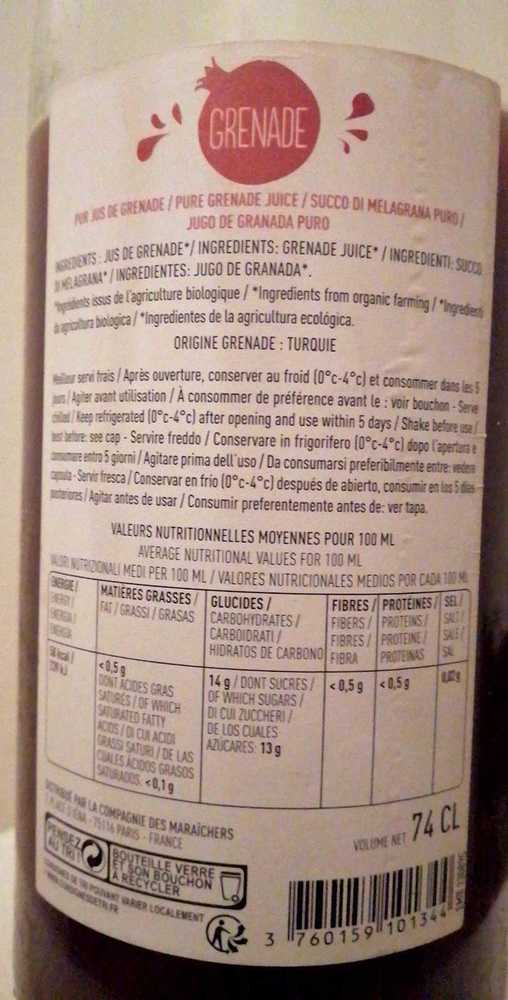 GRENADE
PUR JUS DE GRENADE / PURE GRENADE JUICE / SUCCO DI MELAGRANA PURO /
JUGO DE GRANADA PURO
INGREDIENTS : JUS DE GRENADE* / INGREDIENTS: GRENADE JUICE* / INGREDIENTI: SUCCO
DI MELAGRANA* / INGREDIENTES: JUGO DE GRANADA*.
*Ingrédients issus de l'agriculture biologique / *Ingredients from organic farming / *Ingredienti
da agricoltura biologica / *Ingredientes de la agricultura ecológica.
ORIGINE GRENADE : TURQUIE
Meilleur servi frais / Après ouverture, conserver au froid (0°c-4°c) et consommer dans les 5
jours / Agiter avant utilisation / À consommer de préférence avant le : voir bouchon - Serve
chilled / Keep refrigerated (0°c-4°c) after opening and use within 5 days / Shake before use /
best before: see cap - Servire freddo / Conservare in frigorifero (0°c-4°c) dopo l'apertura e
consumare entro 5 giorni / Agitare prima dell'uso / Da consumarsi preferibilmente entre: vedere
capsula - Servir fresca / Conservar en frío (0°c-4°c) después de abierto, consumir en los 5 días
posteriores / Agitar antes de usar / Consumir preferentemente antes de: ver tapa.
VALEURS NUTRITIONNELLES MOYENNES POUR 100 ML
AVERAGE NUTRITIONAL VALUES FOR 100 ML
VALORI NUTRIZIONALI MEDI PER 100 ML / VALORES NUTRICIONALES MEDIOS POR CADA 100 ML
ENERGIE /
ENERGY /
ENERGIA /
ENERGÍA
MATIÈRES GRASSES /
FAT / GRASSI / GRASAS
GLUCIDES /
CARBOHYDRATES /
CARBOIDRATI /
HIDRATOS DE CARBONO
FIBRES /
FIBERS /
FIBRES /
FIBRA
PROTÉINES /
PROTEINS /
PROTEINE /
PROTEINAS
SEL /
SALT /
SALE /
SAL
58 kcal /
<0,5 g
DONT ACIDES GRAS
SATURÉS / OF WHICH
SATURATED FATTY
ACIDS / DI CUI ACIDI
GRASSI SATURI / DE LAS
CUALES ÁCIDOS GRASOS
SATURADOS: <0,1 g
14 g / DONT SUCRES /
OF WHICH SUGARS /
DI CUI ZUCCHERI /
DE LOS CUALES
AZÚCARES: 13 g
<0,5 g
<0,5 g
0,02 g
DISTRIBUÉ PAR LA COMPAGNIE DES MARAÎCHERS
PLACE D'IÉNA - 75116 PARIS - FRANCE
VOLUME NET 74 CL
PENSEZ
AU TRI !
BOUTEILLE VERRE
ET SON BOUCHON
À RECYCLER
CONSIGNES DE TRI POUVANT VARIER LOCALEMENT
WWW.CONSIGNESDETRI.FR
3 760159 101344